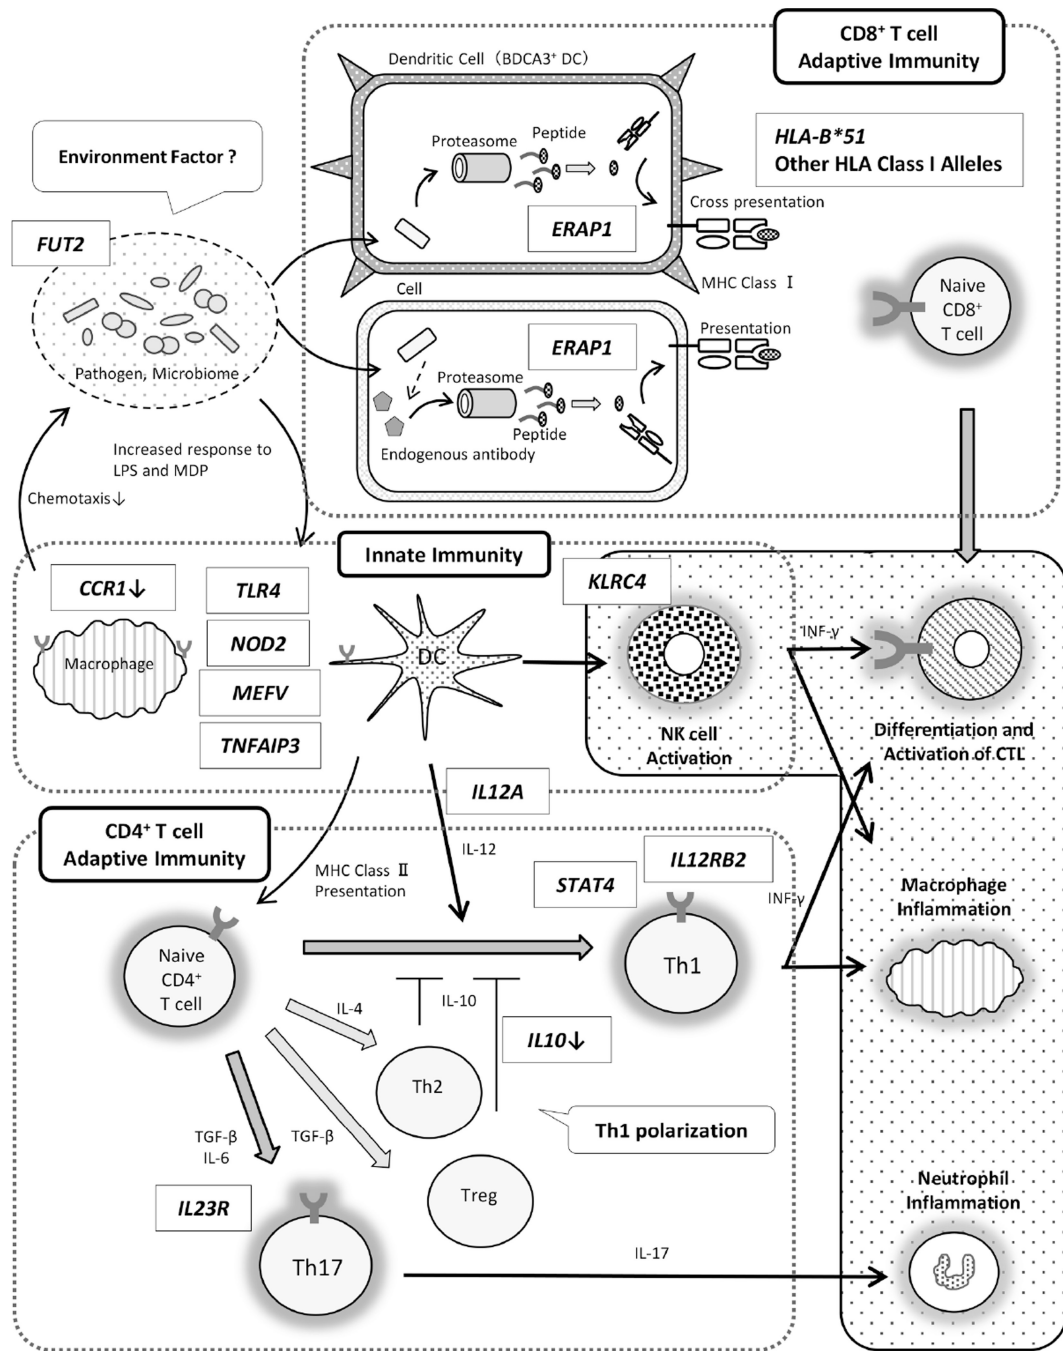 CD8⁺ T cell
Adaptive Immunity
Dendritic Cell (BDCA3⁺ DC)
Proteasome
Peptide
HLA-B*51
Other HLA Class I Alleles
Environment Factor ?
ERAP1
Cross presentation
FUT2
MHC Class Ⅰ
Cell
Naive
CD8⁺
T cell
Pathogen, Microbiome
ERAP1
Presentation
Proteasome
Peptide
Endogenous antibody
Increased response to
LPS and MDP
Chemotaxis↓
Innate Immunity
CCR1↓
TLR4
KLRC4
INF-γ
NOD2
Macrophage
DC
MEFV
TNFAIP3
NK cell
Activation
Differentiation and
Activation of CTL
IL12A
CD4⁺ T cell
Adaptive Immunity
MHC Class Ⅱ
Presentation
IL-12
STAT4
IL12RB2
INF-γ
Macrophage
Inflammation
Naive
CD4⁺
T cell
Th1
IL-4
IL-10
IL10↓
Th2
Th1 polarization
TGF-β
IL-6
TGF-β
Treg
IL23R
Th17
IL-17
Neutrophil
Inflammation